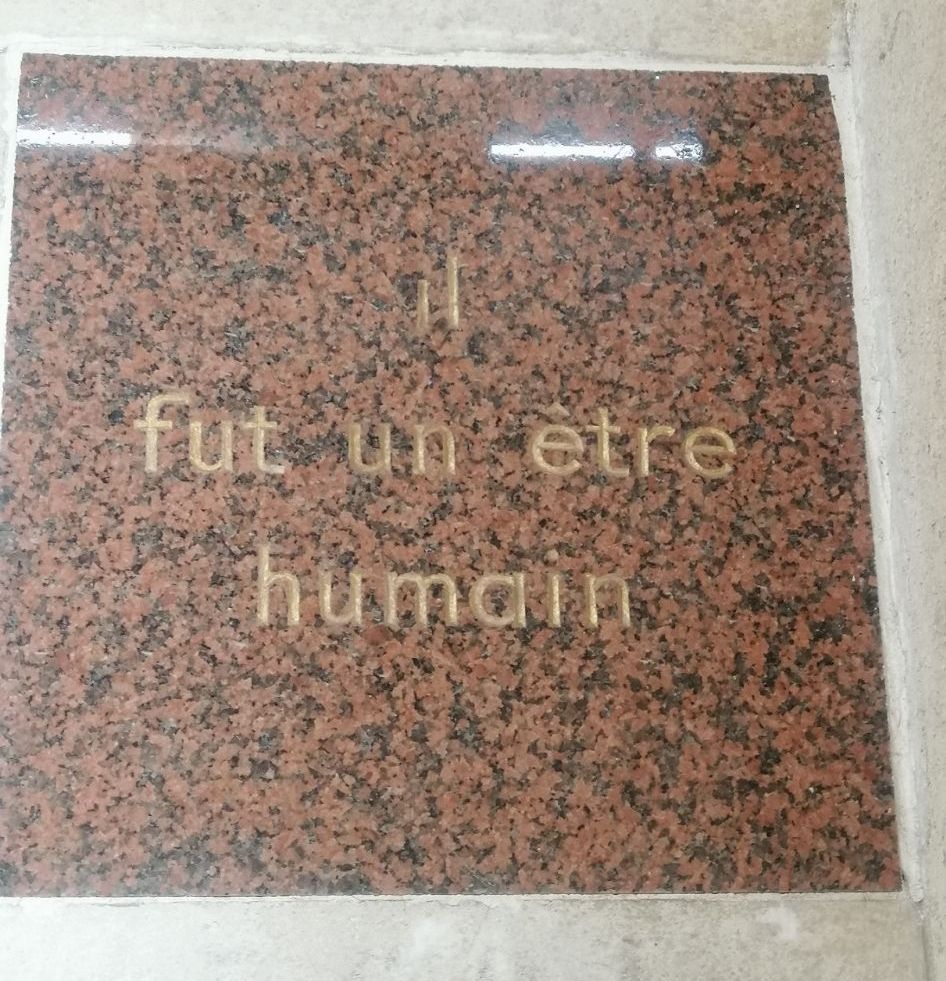 il
fut un être
humain